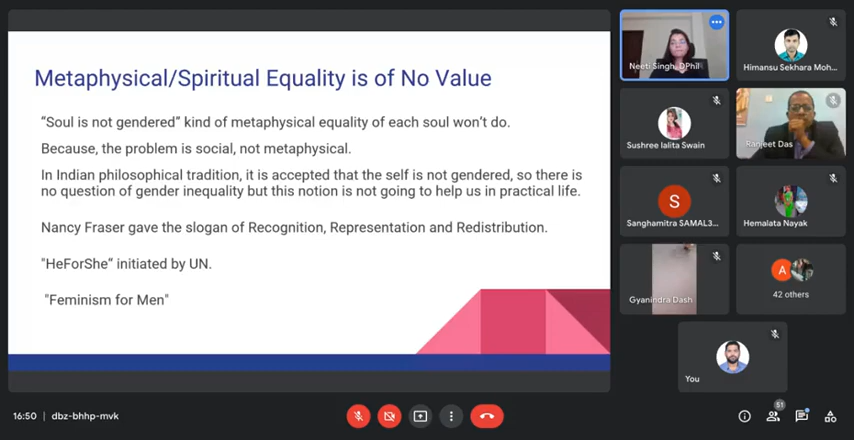 Metaphysical/Spiritual Equality is of No Value
“Soul is not gendered” kind of metaphysical equality of each soul won’t do.
Because, the problem is social, not metaphysical.
In Indian philosophical tradition, it is accepted that the self is not gendered, so there is
no question of gender inequality but this notion is not going to help us in practical life.
Nancy Fraser gave the slogan of Recognition, Representation and Redistribution.
"HeForShe“ initiated by UN.
"Feminism for Men"
Neeti Singh, DPhil
Himansu Sekhara Moh...
Sushree lalita Swain
Ranjeet Das
S
Sanghamitra SAMAL3...
Hemalata Nayak
Gyanindra Dash
A
42 others
You
16:50 | dbz-bhhp-mvk
51